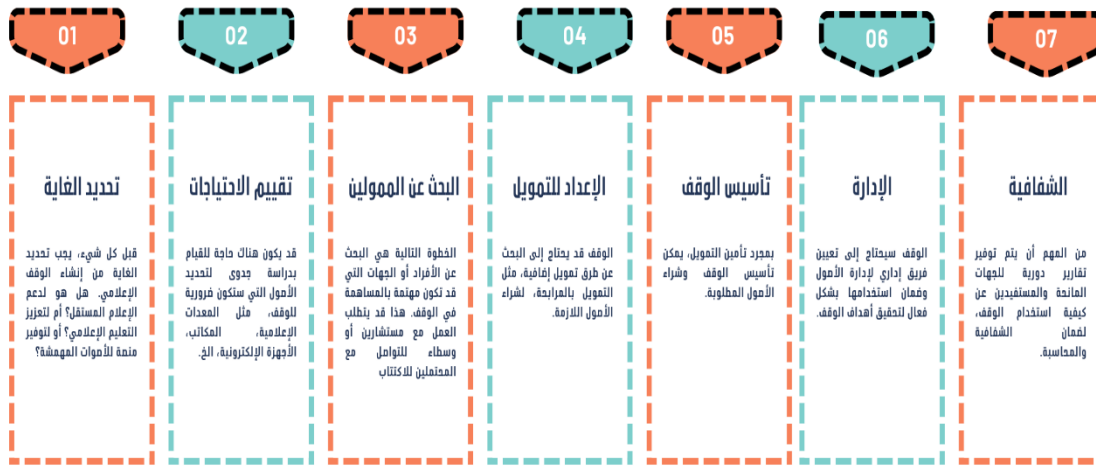 01
تحديد الغاية
قبل كل شيء، يجب تحديد
الغاية من إنشاء الوقف
الإعلامي. هل هو لدعم
الإعلام المستقل؟ أم لتعزيز
التعليم الإعلامي؟ أو لتوفير
منصة للأصوات المهمشة؟
02
تقييم الاحتياجات
قد يكون هناك حاجة للقيام
بدراسة جدوى لتحديد
الأصول التي ستكون ضرورية
للوقف، مثل المعدات
الإعلامية، المكاتب،
الأجهزة الإلكترونية، الخ.
03
البحث عن الممولين
الخطوة التالية هي البحث
عن الأفراد أو الجهات التي
قد تكون مهتمة بالمساهمة
في الوقف. هذا قد يتطلب
العمل مع مستشارين أو
وسطاء للتواصل مع
المحتملين للاكتتاب
04
الإعداد للتمويل
الوقف قد يحتاج إلى البحث
عن طرق تمويل إضافية، مثل
التمويل بالمرابحة، لشراء
الأصول اللازمة.
05
تأسيس الوقف
بمجرد تأمين التمويل، يمكن
تأسيس الوقف وشراء
الأصول المطلوبة.
06
الإدارة
الوقف سيحتاج إلى تعيين
فريق إداري لإدارة الأصول
وضمان استخدامها بشكل
فعال لتحقيق أهداف الوقف.
07
الشفافية
من المهم أن يتم توفير
تقارير دورية للجهات
المانحة والمستفيدين عن
كيفية استخدام الوقف،
لضمان الشفافية
والمحاسبة.